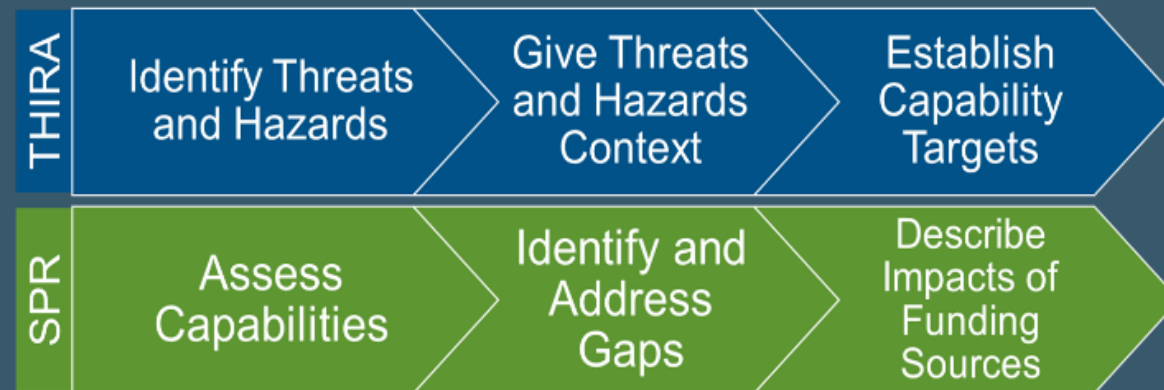 THIRA
Identify Threats
and Hazards
Give Threats
and Hazards
Context
Establish
Capability
Targets
SPR
Assess
Capabilities
Identify and
Address
Gaps
Describe
Impacts of
Funding
Sources